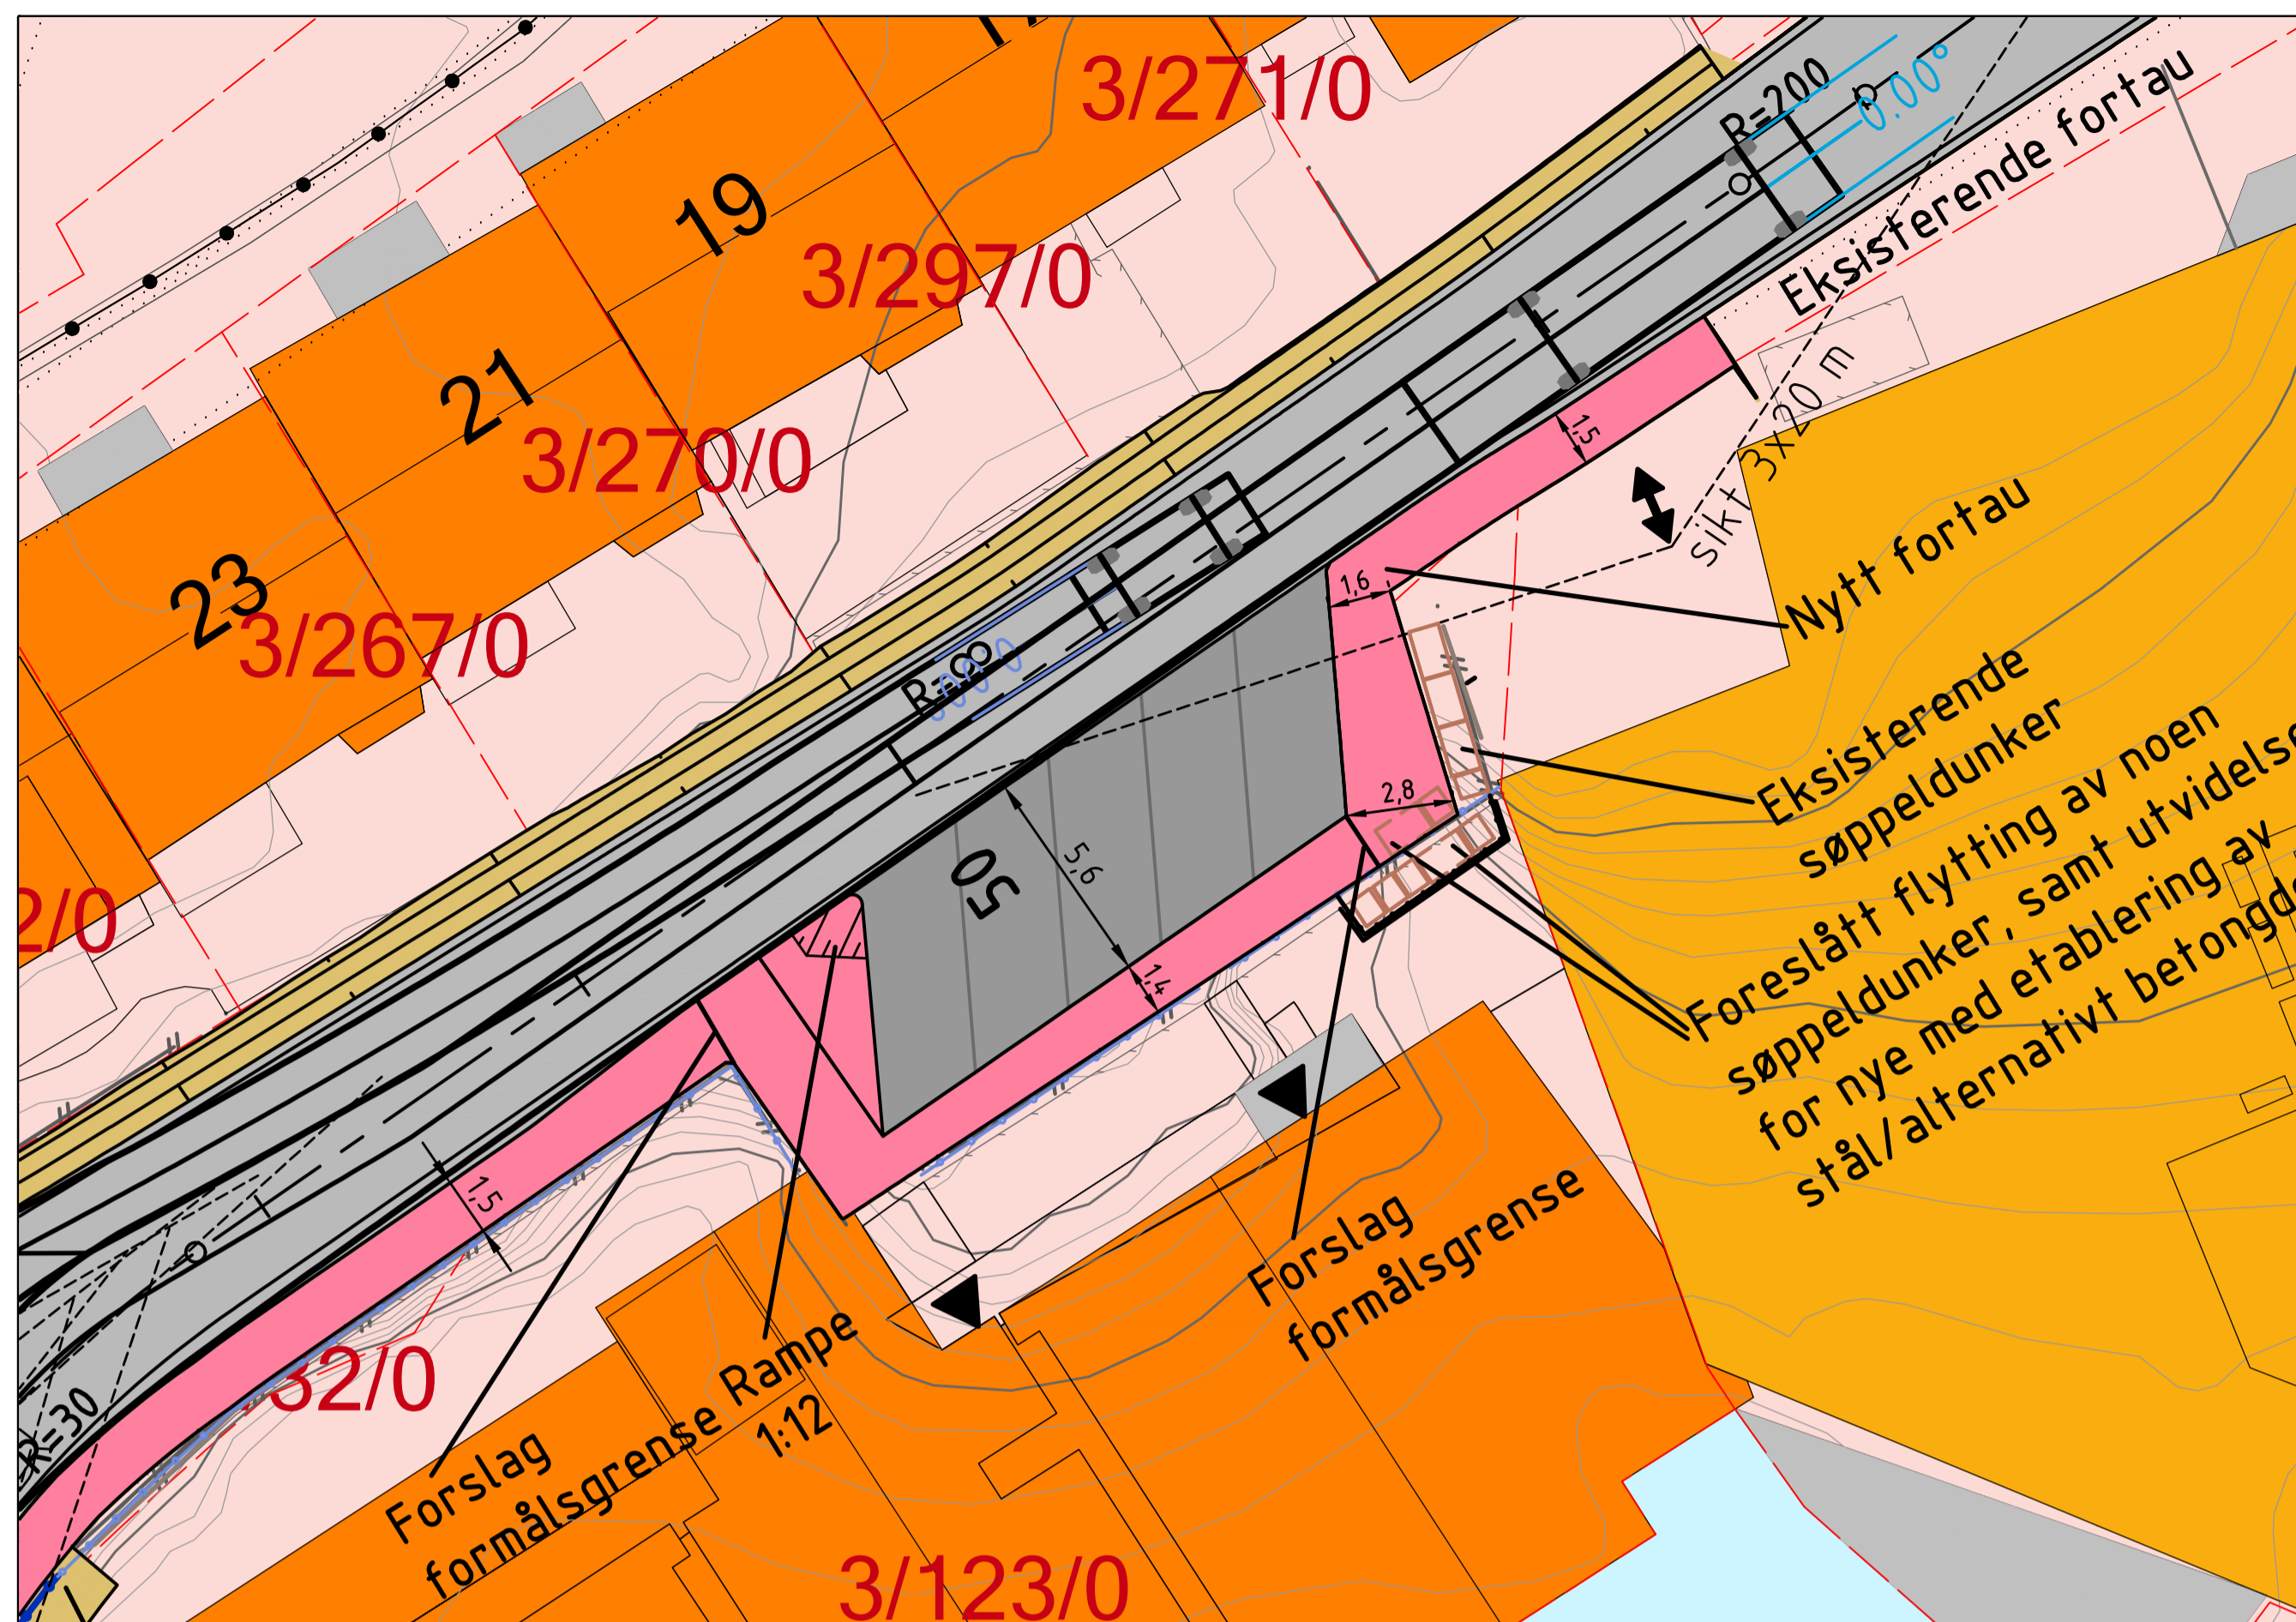 3/271/0
R=200
0.00°
Eksisterende fortau
19
3/297/0
21
3/270/0
23
3/267/0
2/0
R=∞
0.00
1,5
Sikt 3x20 m
1,6
Nytt fortau
2,8
Eksisterende
søppeldunker
5,6
05
1,4
Foreslått flytting av noen
søppeldunker, samt utvidelse
for nye med etablering av
stål/alternativt betongd
1,5
32/0
R=30
Rampe
1:12
Forslag
formålsgrense
Forslag
formålsgrense
3/123/0